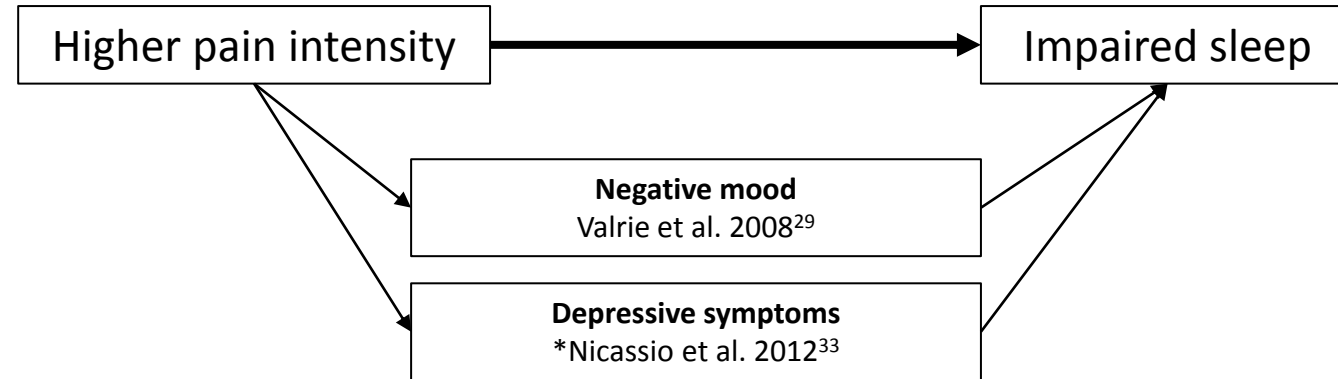 Higher pain intensity
Impaired sleep
Negative mood
Valrie et al. 2008²⁹
Depressive symptoms
*Nicassio et al. 2012³³